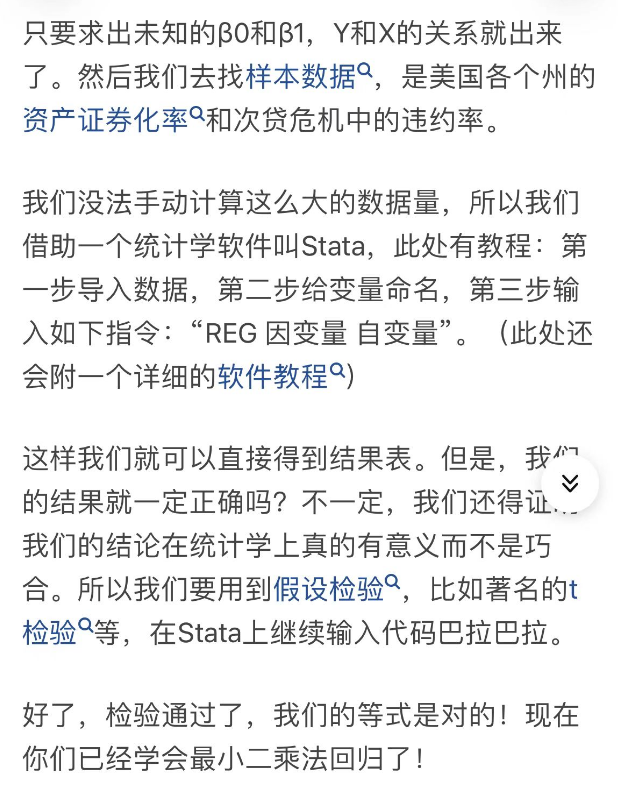 只要求出未知的β0和β1，Y和X的关系就出来
了。然后我们去找样本数据，是美国各个州的
资产证券化率和次贷危机中的违约率。
我们没法手动计算这么大的数据量，所以我们
借助一个统计学软件叫Stata，此处有教程：第
一步导入数据，第二步给变量命名，第三步输
入如下指令：“REG 因变量 自变量”。（此处还
会附一个详细的软件教程）
这样我们就可以直接得到结果表。但是，我们
的结果就一定正确吗？不一定，我们还得证
我们的结论在统计学上真的有意义而不是巧
合。所以我们要用到假设检验，比如著名的t
检验等，在Stata上继续输入代码巴拉巴拉。
好了，检验通过了，我们的等式是对的！现在
你们已经学会最小二乘法回归了！